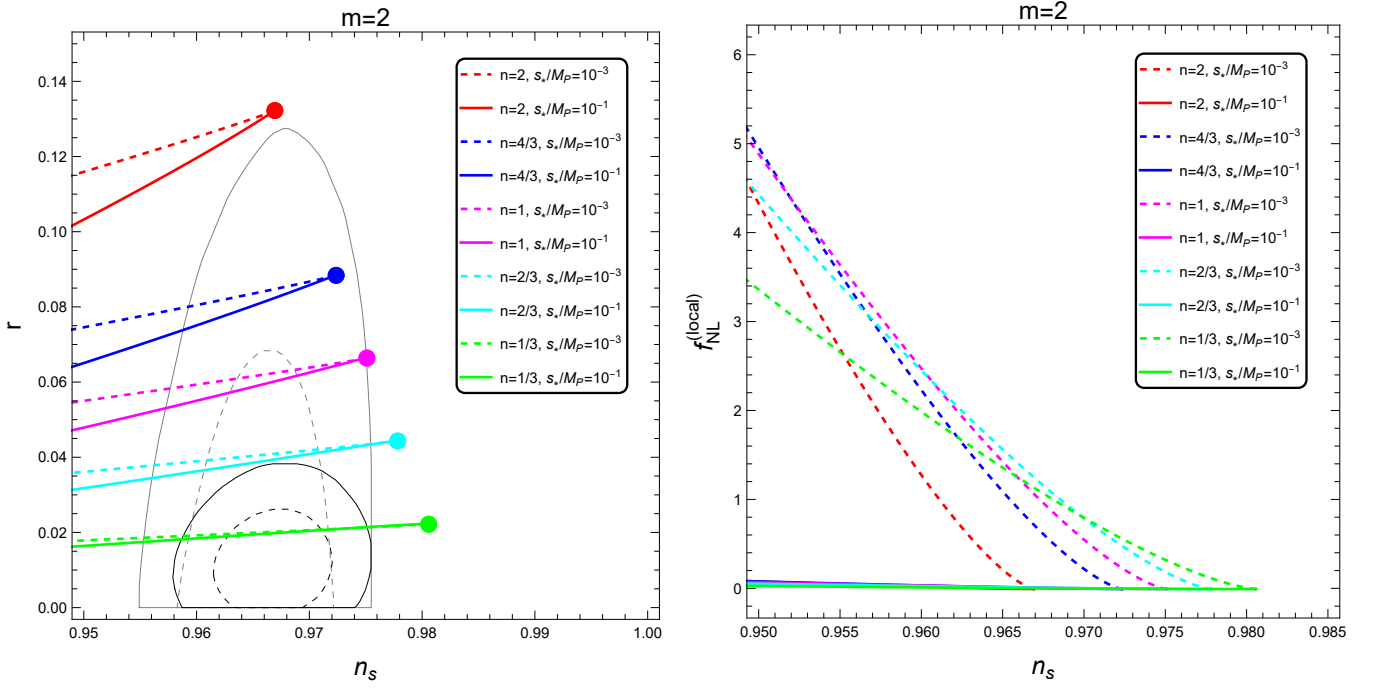 m=2
0.14
0.12
0.10
0.08
0.06
0.04
0.02
0.00
r
0.95
0.96
0.97
0.98
0.99
1.00
n_s
n=2, s_*/M_P=10^-3
n=2, s_*/M_P=10^-1
n=4/3, s_*/M_P=10^-3
n=4/3, s_*/M_P=10^-1
n=1, s_*/M_P=10^-3
n=1, s_*/M_P=10^-1
n=2/3, s_*/M_P=10^-3
n=2/3, s_*/M_P=10^-1
n=1/3, s_*/M_P=10^-3
n=1/3, s_*/M_P=10^-1
m=2
6
5
4
3
2
1
0
f_NL^(local)
0.950
0.955
0.960
0.965
0.970
0.975
0.980
0.985
n_s
n=2, s_*/M_P=10^-3
n=2, s_*/M_P=10^-1
n=4/3, s_*/M_P=10^-3
n=4/3, s_*/M_P=10^-1
n=1, s_*/M_P=10^-3
n=1, s_*/M_P=10^-1
n=2/3, s_*/M_P=10^-3
n=2/3, s_*/M_P=10^-1
n=1/3, s_*/M_P=10^-3
n=1/3, s_*/M_P=10^-1